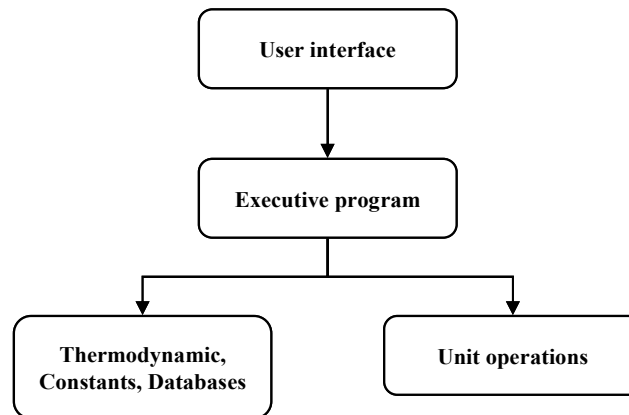 User interface
Executive program
Thermodynamic,
Constants, Databases
Unit operations